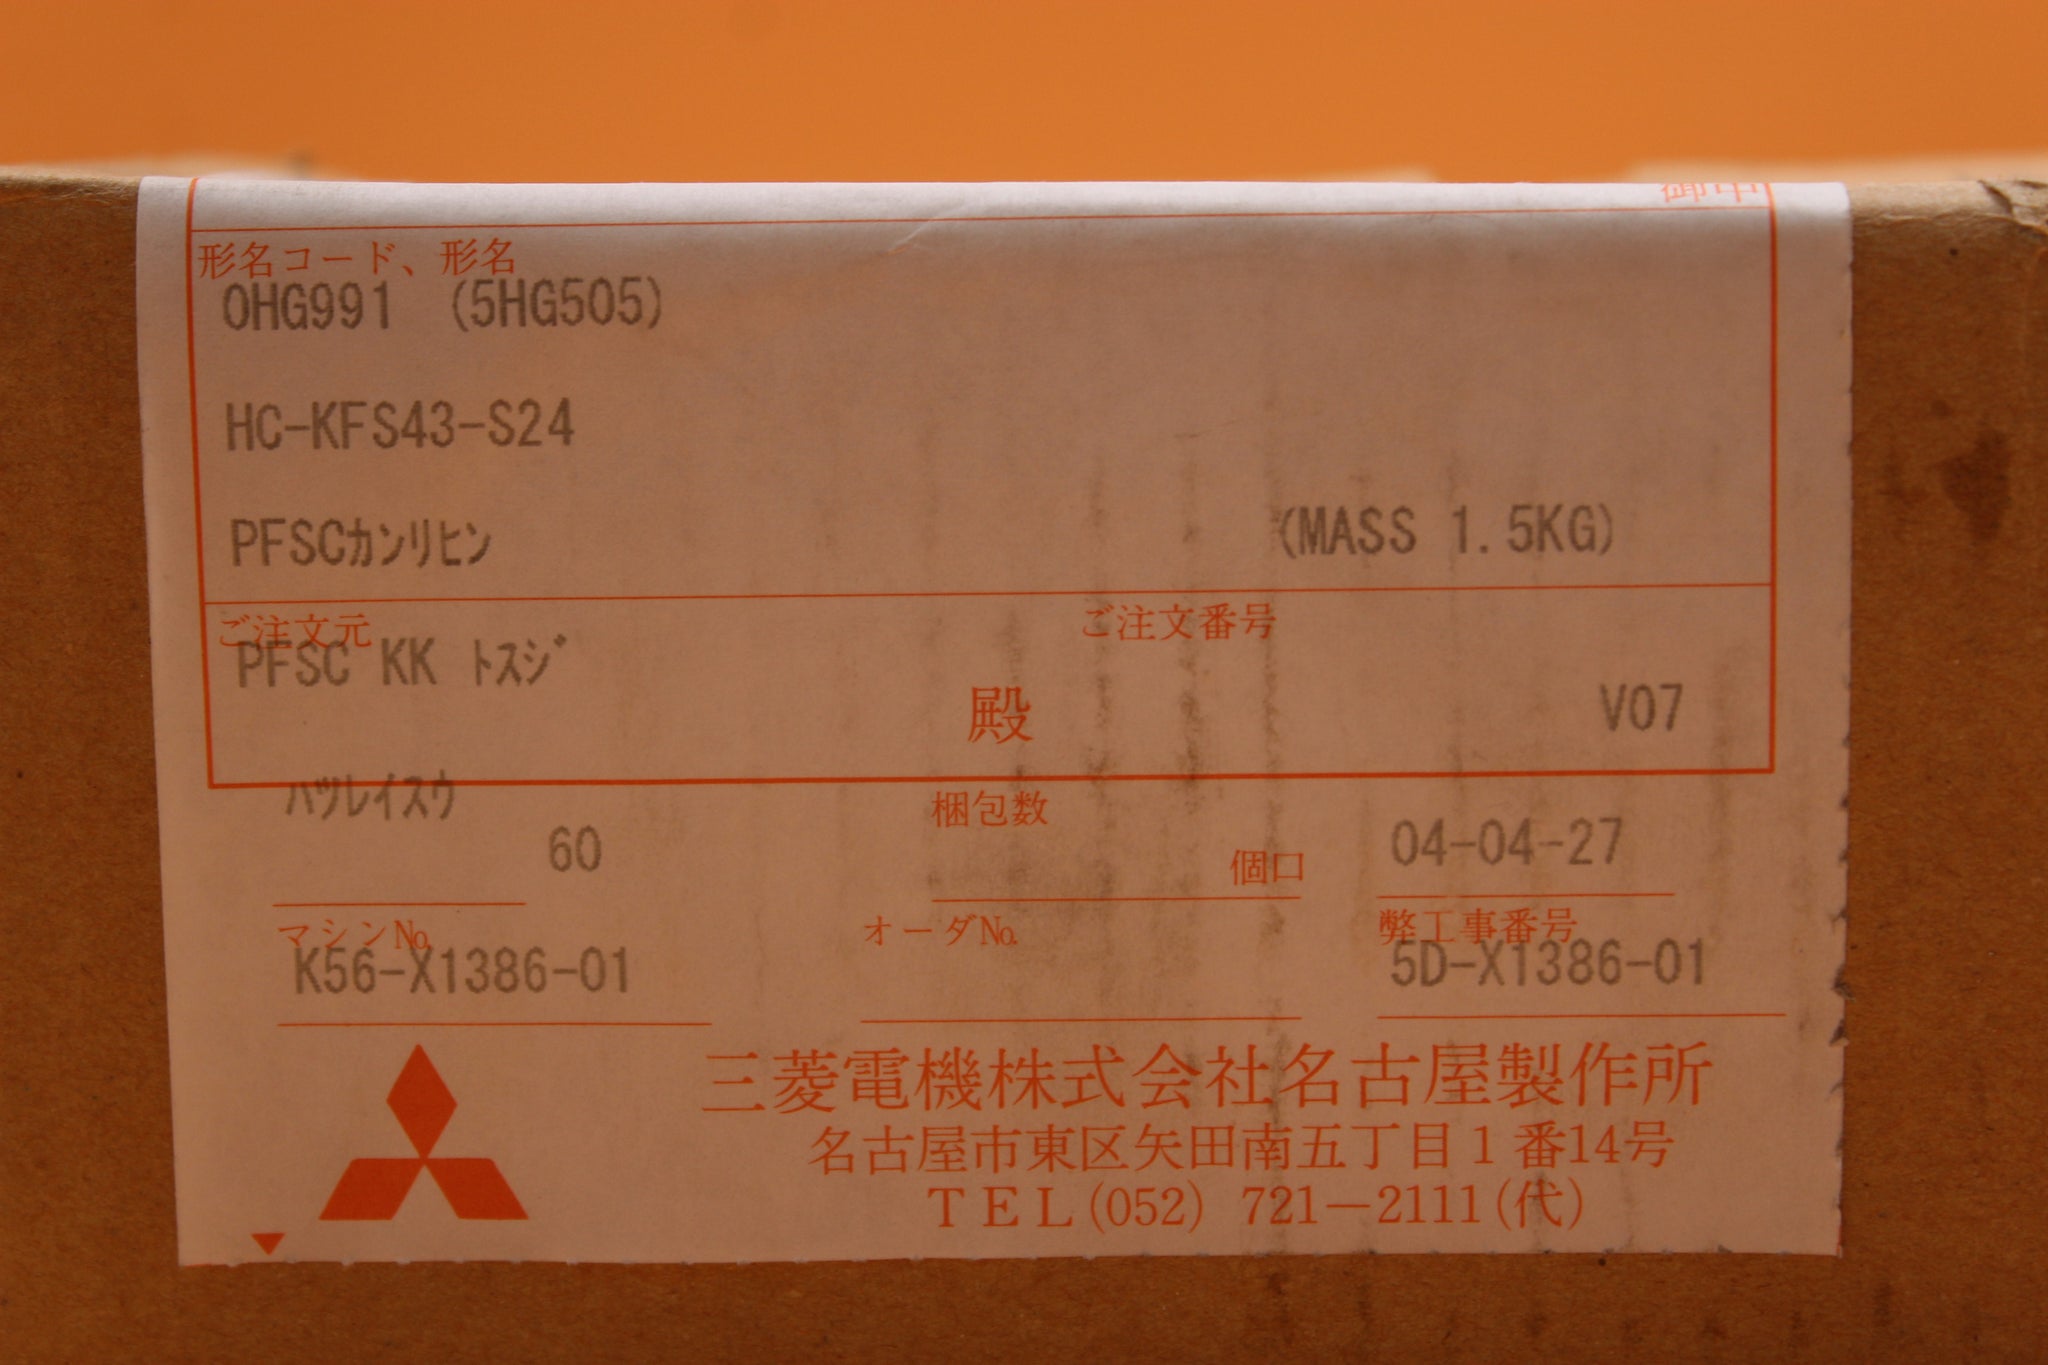 御中
形名コード、形名
0HG991 (5HG505)
HC-KFS43-S24
PFSCカンリヒン (MASS 1.5KG)
ご注文元 ご注文番号
PFSC KK トスジ゛
殿 V07
ハツレイスウ 60
梱包数 個口
04-04-27
マシンNo. オーダNo. 弊工事番号
K56-X1386-01 5D-X1386-01
三菱電機株式会社名古屋製作所
名古屋市東区矢田南五丁目1番14号
TEL(052) 721-2111(代)